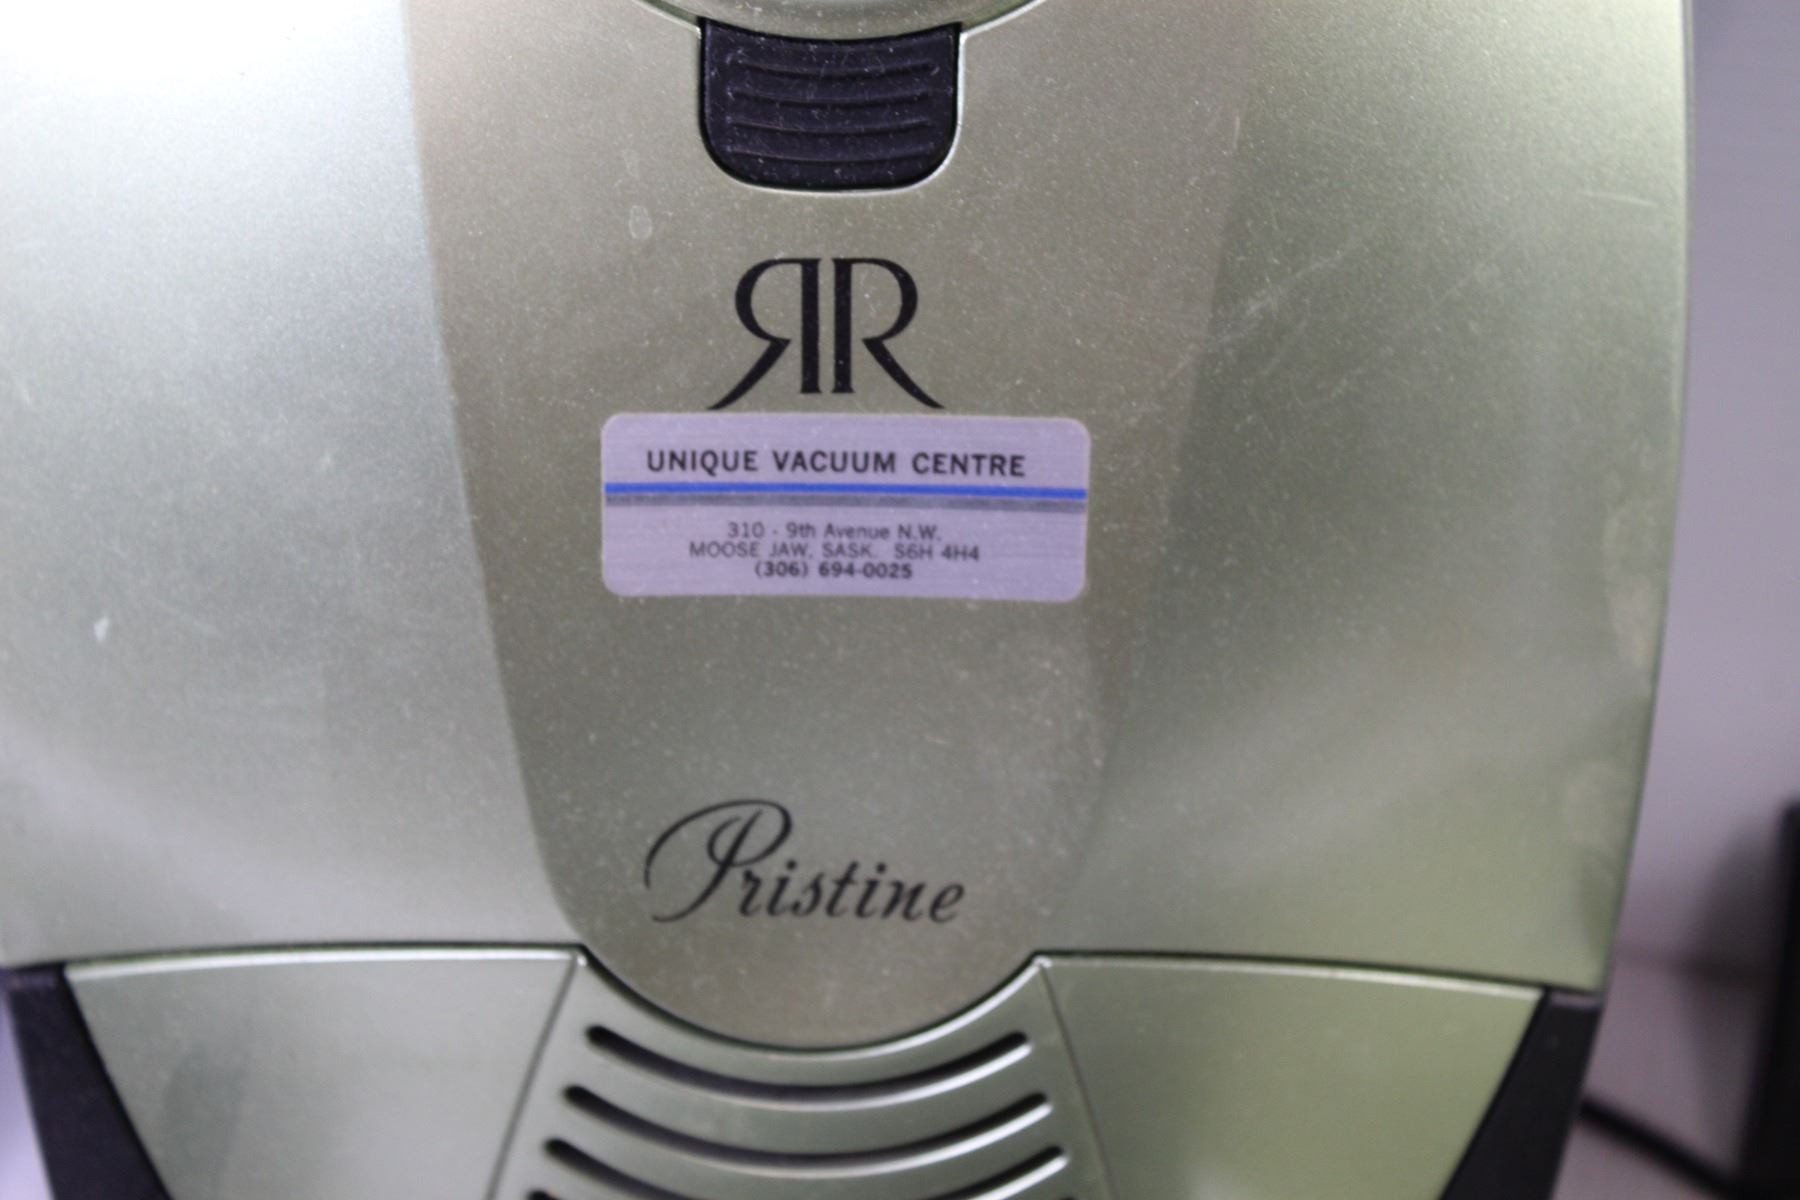 RR
UNIQUE VACUUM CENTRE
310 - 9th Avenue N.W.
MOOSE JAW, SASK. S6H 4H4
(306) 694-0025
Pristine